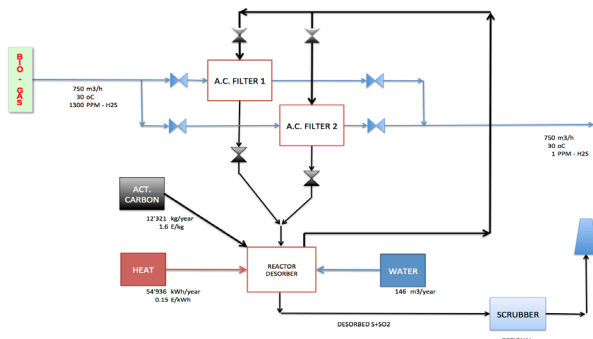 BIO - GAS
750 m3/h
30 oC
1300 PPM - H2S
A.C. FILTER 1
A.C. FILTER 2
750 m3/h
30 oC
1 PPM - H2S
ACT.
CARBON
12'321 kg/year
1.6 E/kg
HEAT
54'936 kWh/year
0.15 E/kWh
REACTOR
DESORBER
WATER
146 m3/year
DESORBED S+SO2
SCRUBBER